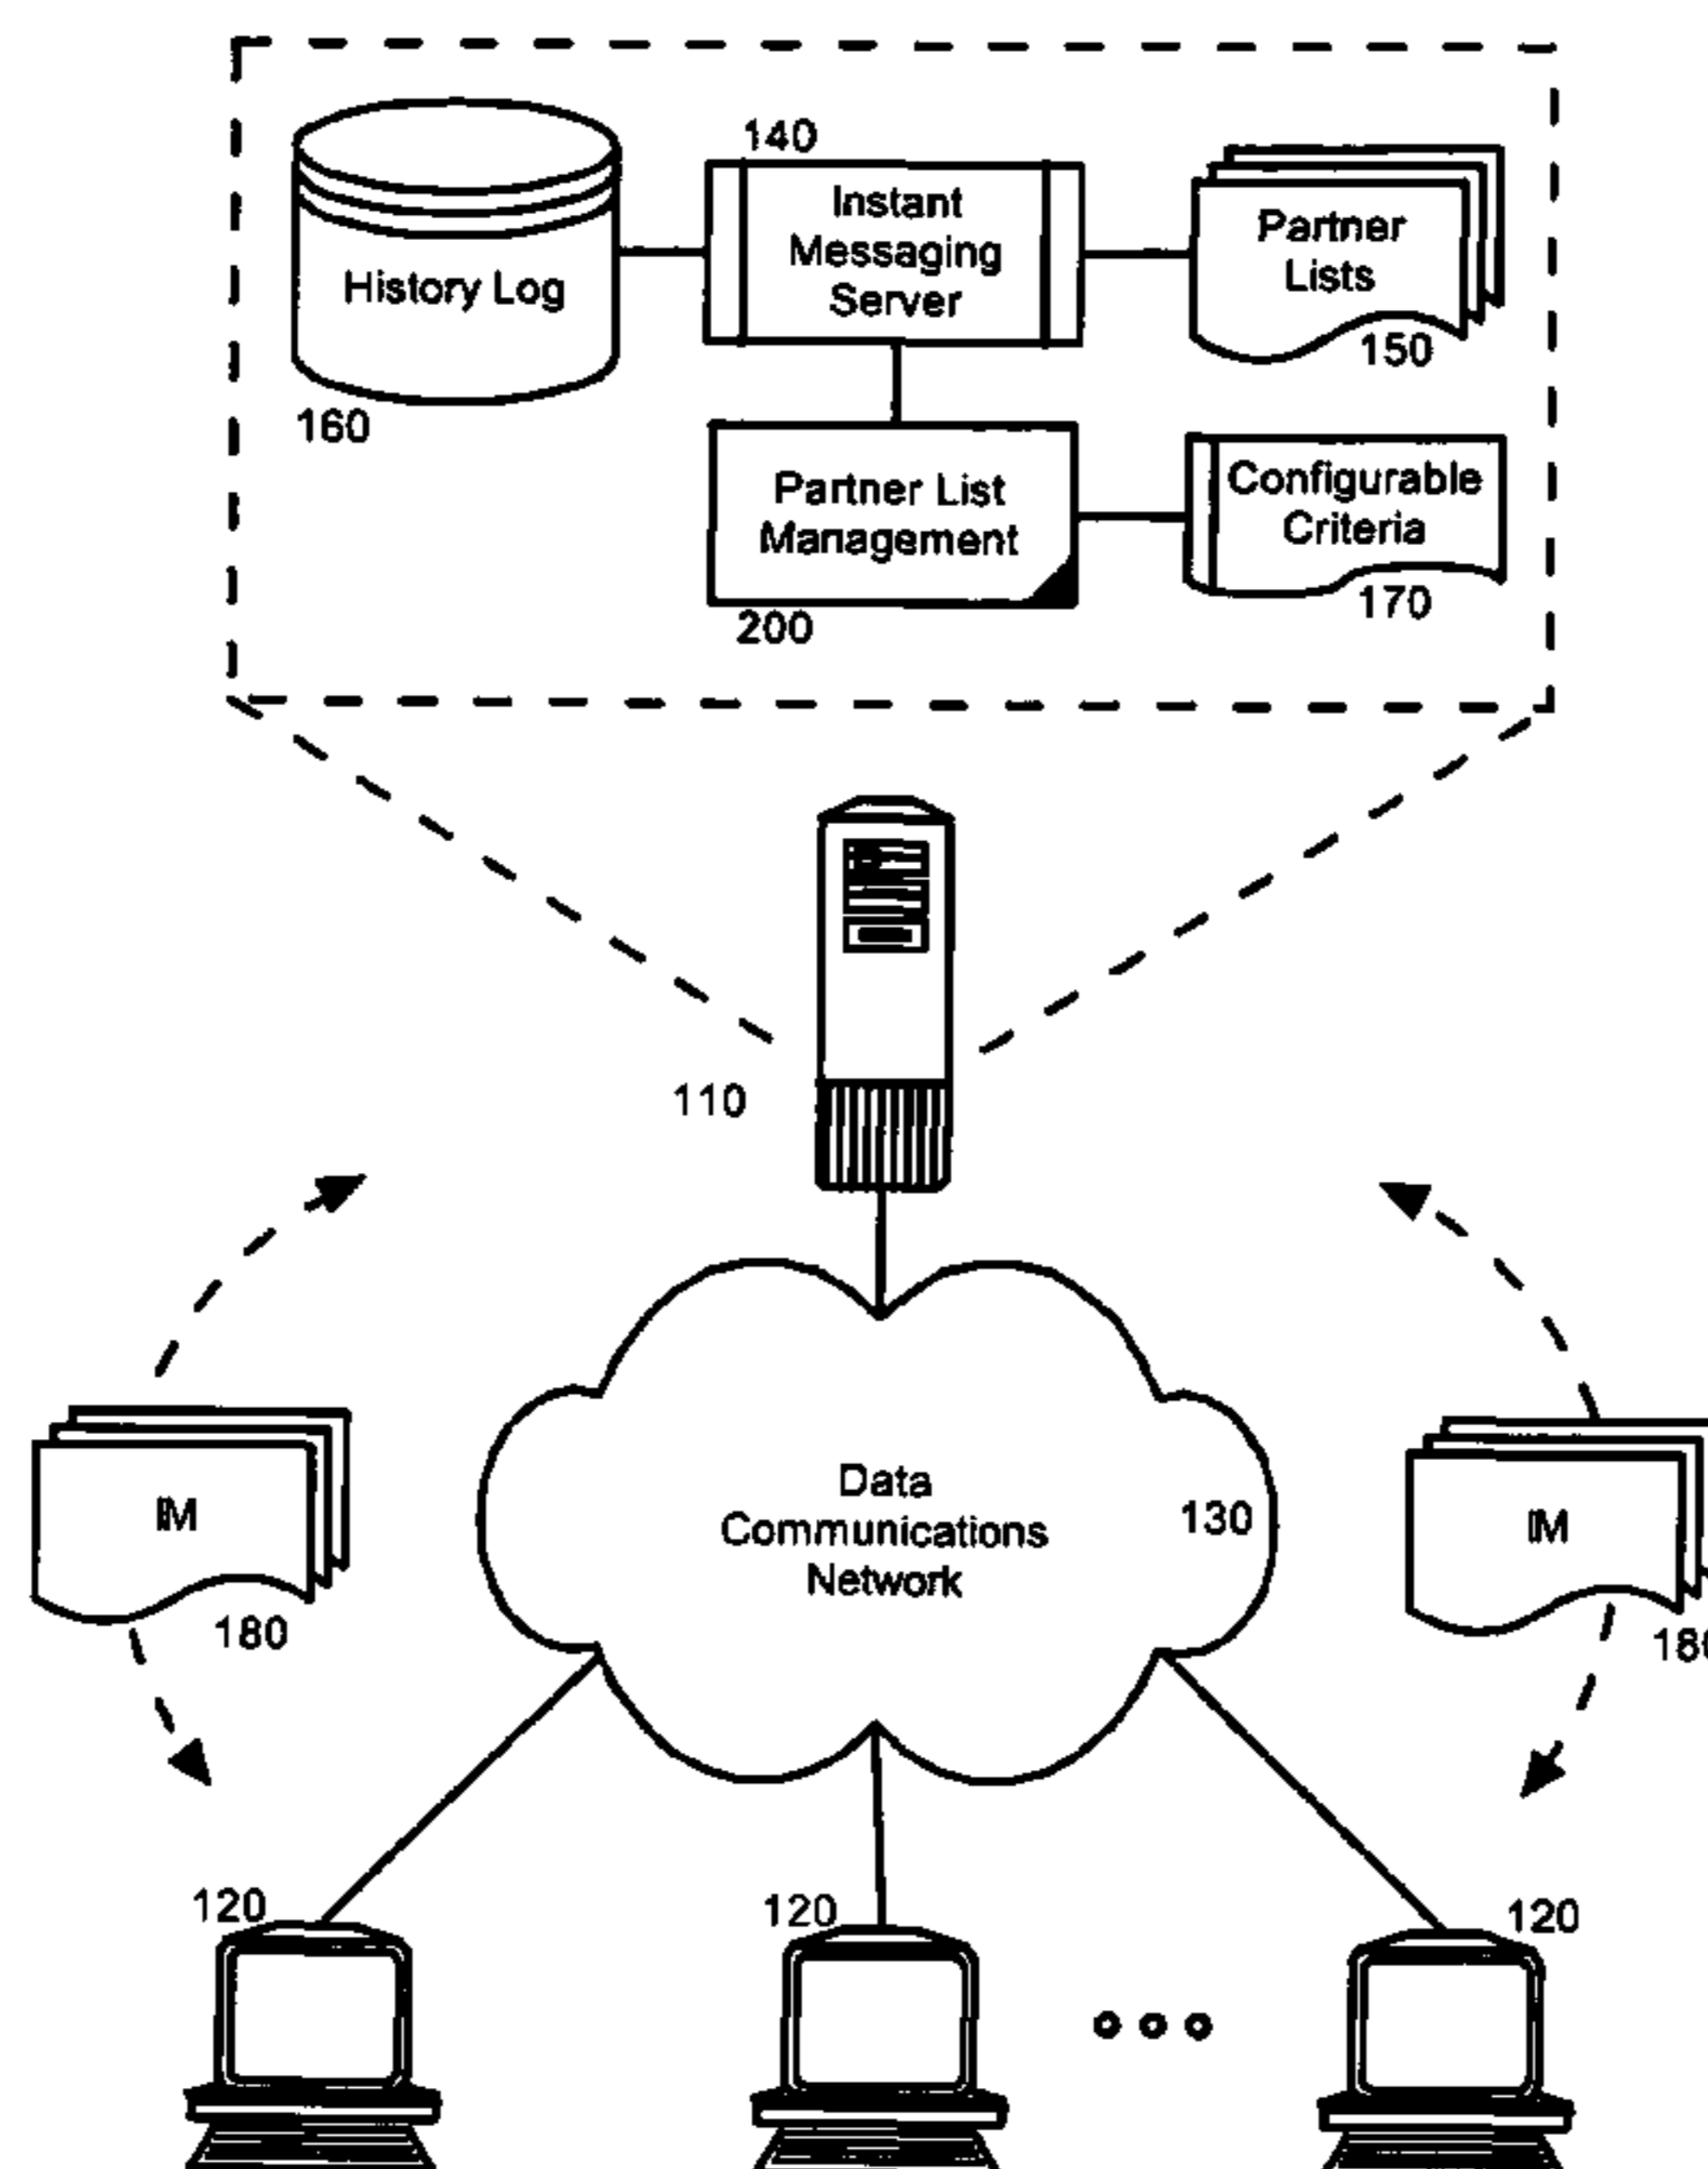 140
Instant
Messaging
Server
Partner
Lists
History Log
150
160
Configurable
Criteria
Partner List
Management
170
200
110
Data
Communications
Network
130
IM
IM
180
120
120
120